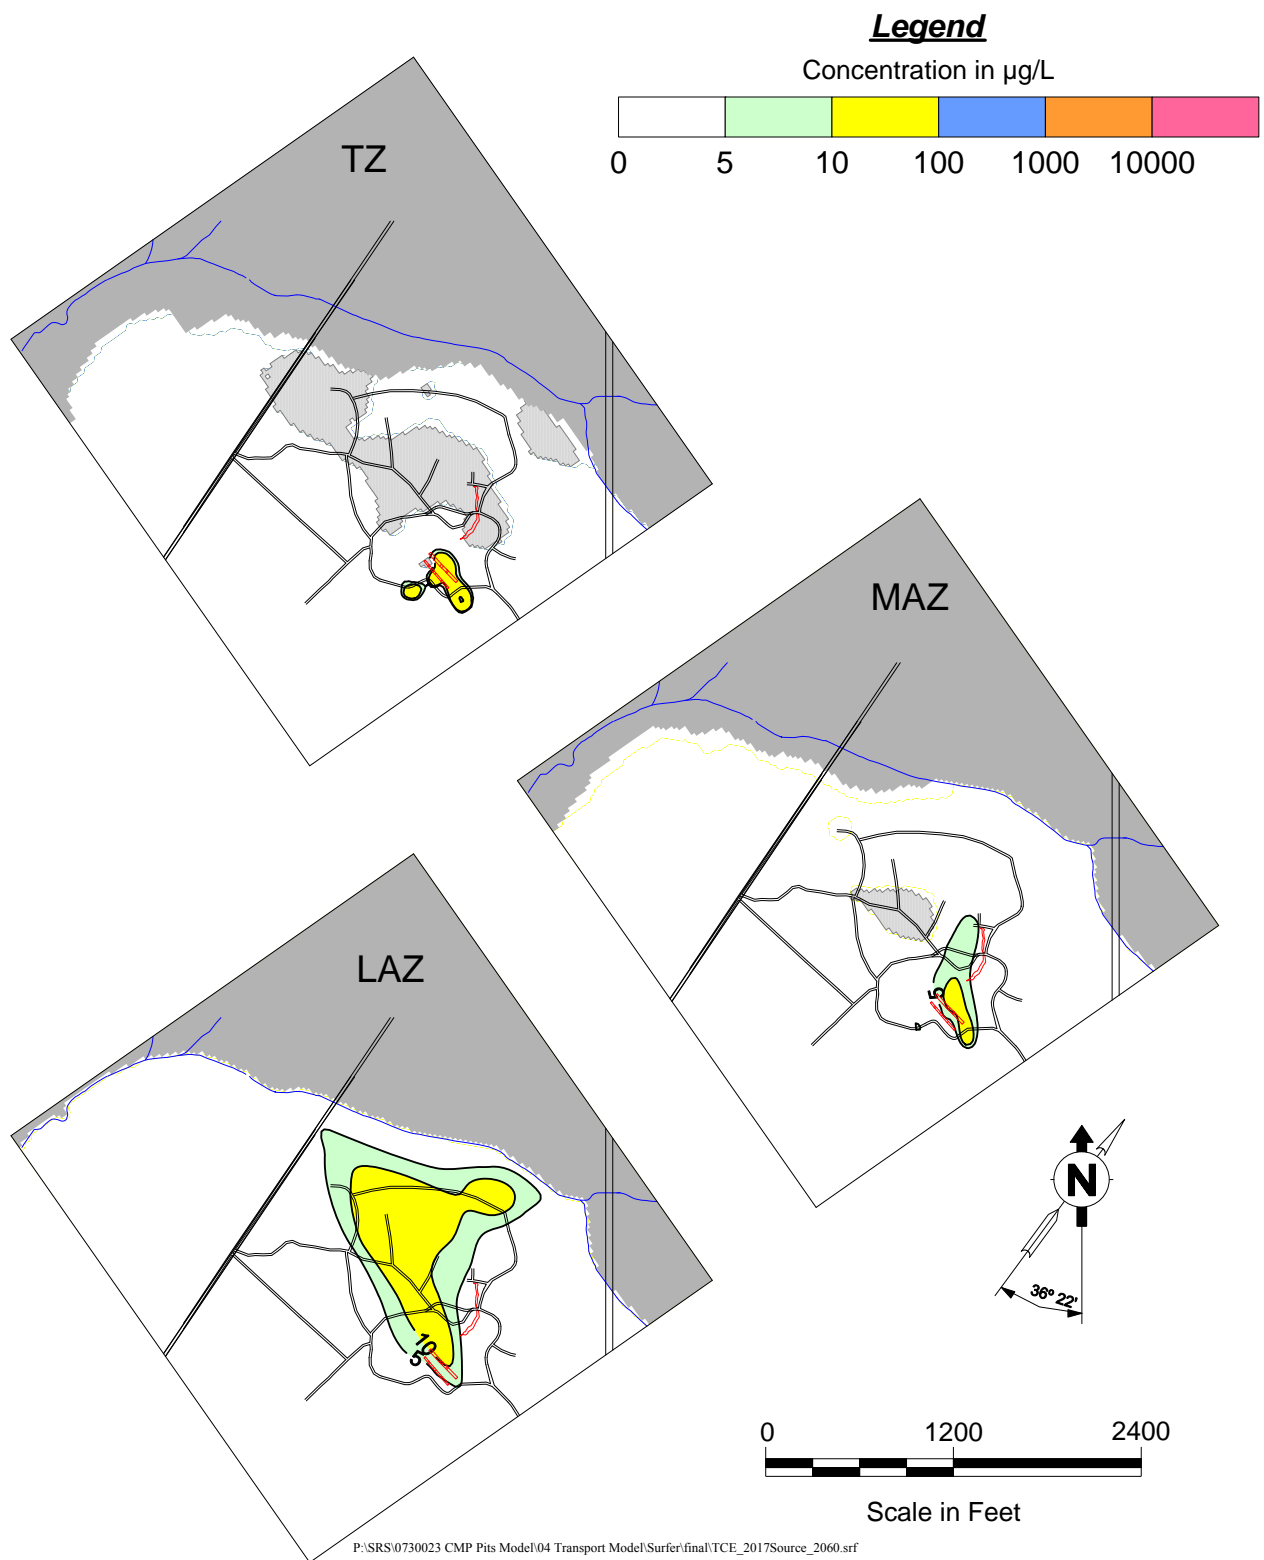 Legend
Concentration in µg/L
0 5 10 100 1000 10000
TZ
MAZ
5
LAZ
10
5
N
36° 22'
0 1200 2400
Scale in Feet
P:\SRS\0730023 CMP Pits Model\04 Transport Model\Surfer\final\TCE_2017Source_2060.srf